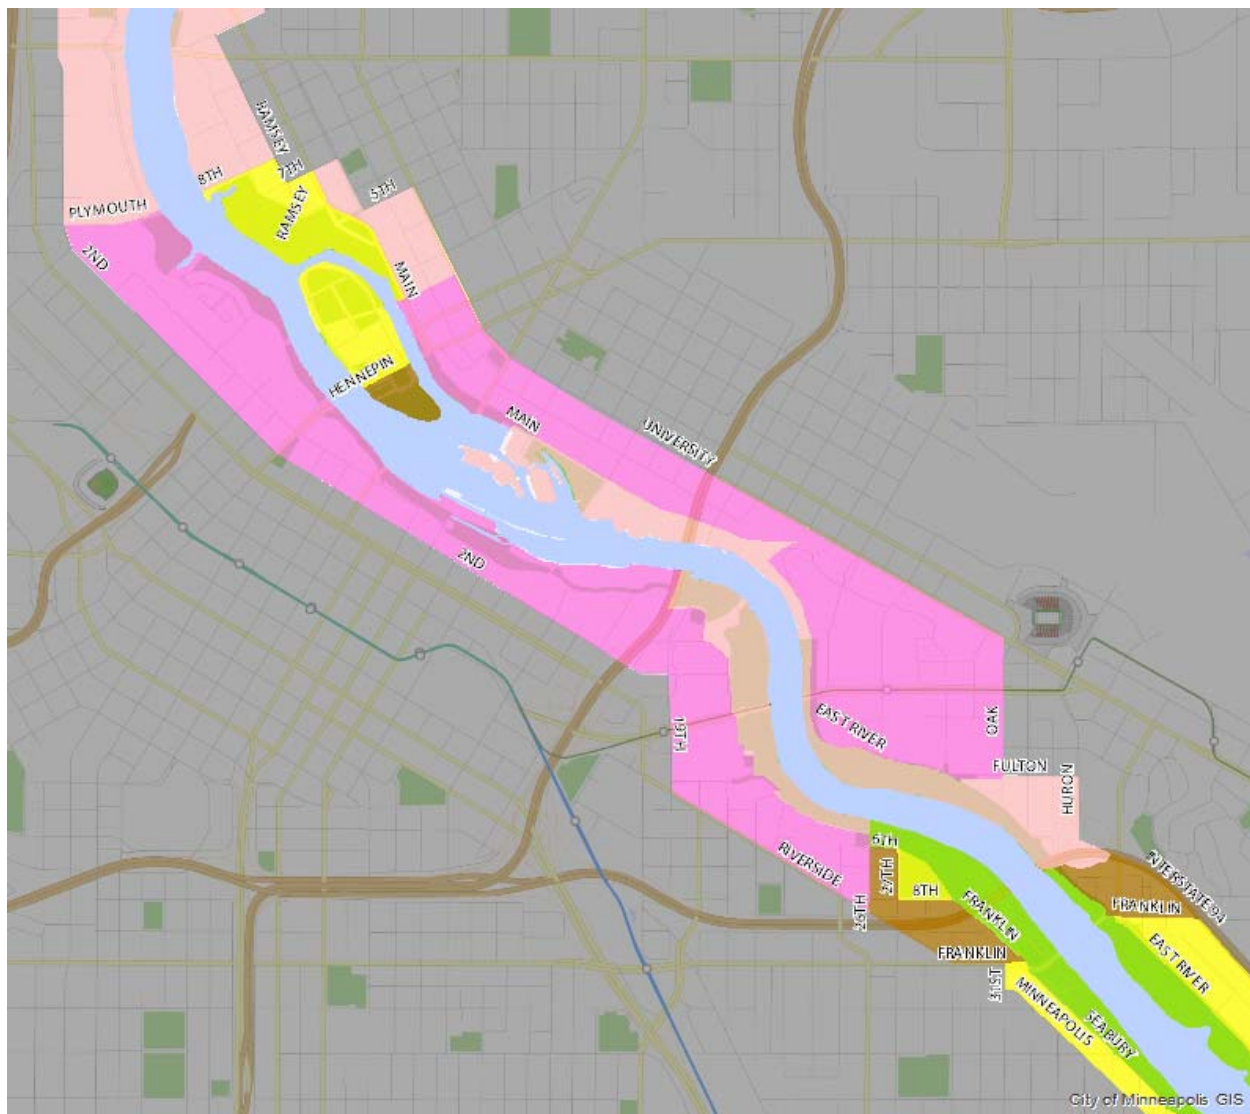 RAMSEY
8TH
7TH
RAMSEY
5TH
PLYMOUTH
2ND
MAIN
HENNEPIN
MAIN
UNIVERSITY
2ND
19TH
EAST RIVER
OAK
FULTON
HURON
RIVERSIDE
6TH
27TH
8TH
26TH
FRANKLIN
INTERSTATE 94
FRANKLIN
FRANKLIN
EAST RIVER
31ST
MINNEAPOLIS
SEABURY
City of Minneapolis GIS